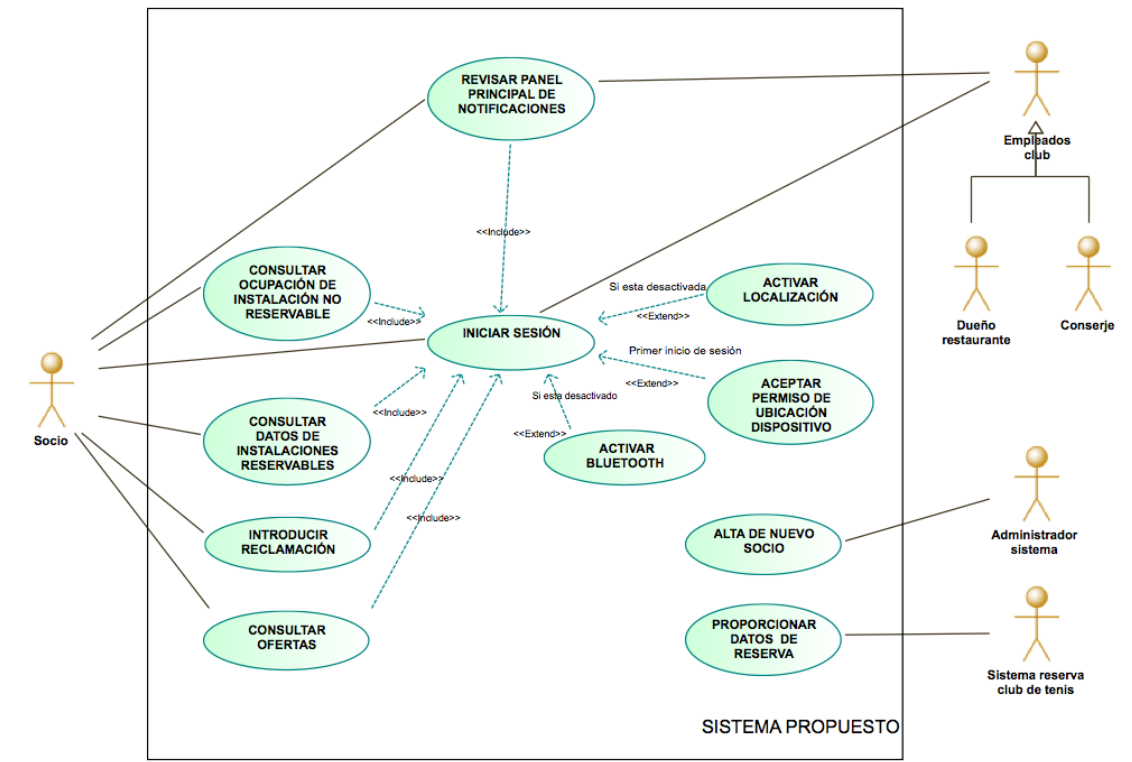 REVISAR PANEL
PRINCIPAL DE
NOTIFICACIONES
Empleados
club
<<Include>>
CONSULTAR
OCUPACIÓN DE
INSTALACIÓN NO
RESERVABLE
<<Include>>
Si esta desactivada
<<Extend>>
ACTIVAR
LOCALIZACIÓN
Dueño
restaurante
Conserje
INICIAR SESIÓN
Primer inicio de sesión
<<Extend>>
ACEPTAR
PERMISO DE
UBICACIÓN
DISPOSITIVO
Socio
CONSULTAR
DATOS DE
INSTALACIONES
RESERVABLES
<<Include>>
Si esta desactivado
<<Extend>>
ACTIVAR
BLUETOOTH
<<Include>>
<<Include>>
INTRODUCIR
RECLAMACIÓN
ALTA DE NUEVO
SOCIO
Administrador
sistema
CONSULTAR
OFERTAS
PROPORCIONAR
DATOS DE
RESERVA
Sistema reserva
club de tenis
SISTEMA PROPUESTO